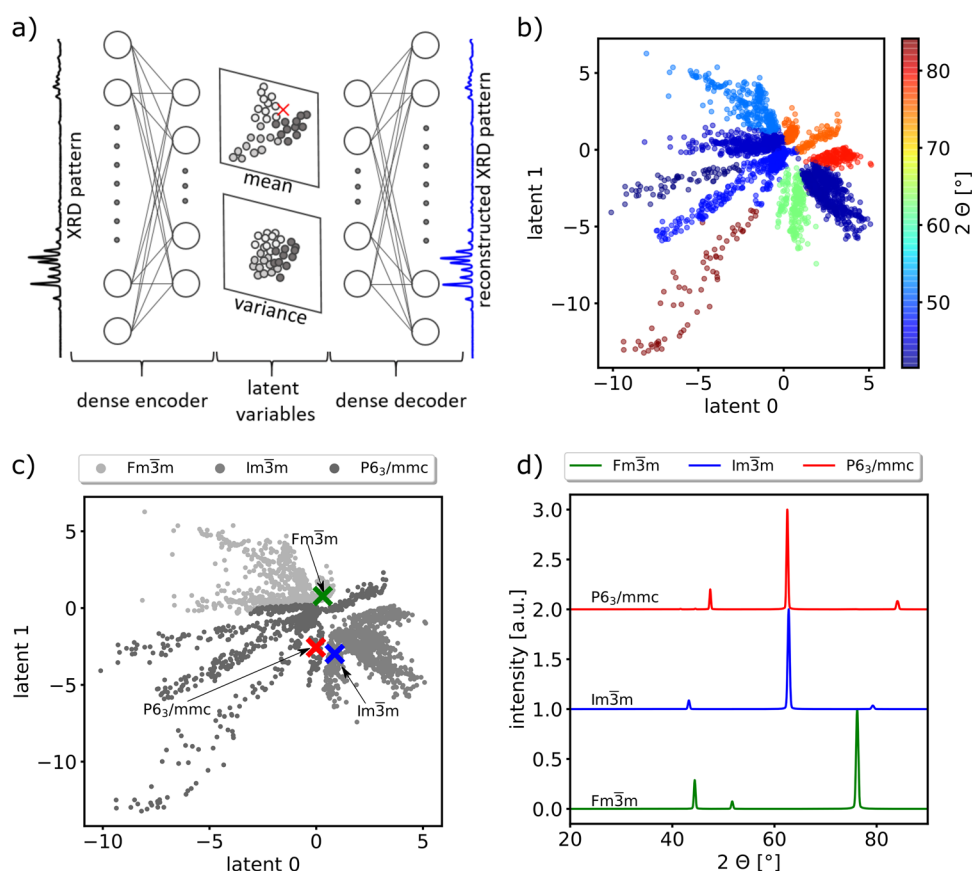 a)
XRD pattern
mean
variance
reconstructed XRD pattern
dense encoder
latent
variables
dense decoder
b)
5
0
−5
−10
latent 1
−10
−5
0
5
latent 0
80
70
60
50
2 Θ [°]
c)
Fm3̅m
Im3̅m
P6₃/mmc
5
0
−5
−10
latent 1
Fm3̅m
P6₃/mmc
Im3̅m
−10
−5
0
5
latent 0
d)
Fm3̅m
Im3̅m
P6₃/mmc
3.0
2.5
2.0
1.5
1.0
0.5
0.0
intensity [a.u.]
P6₃/mmc
Im3̅m
Fm3̅m
20
40
60
80
2 Θ [°]